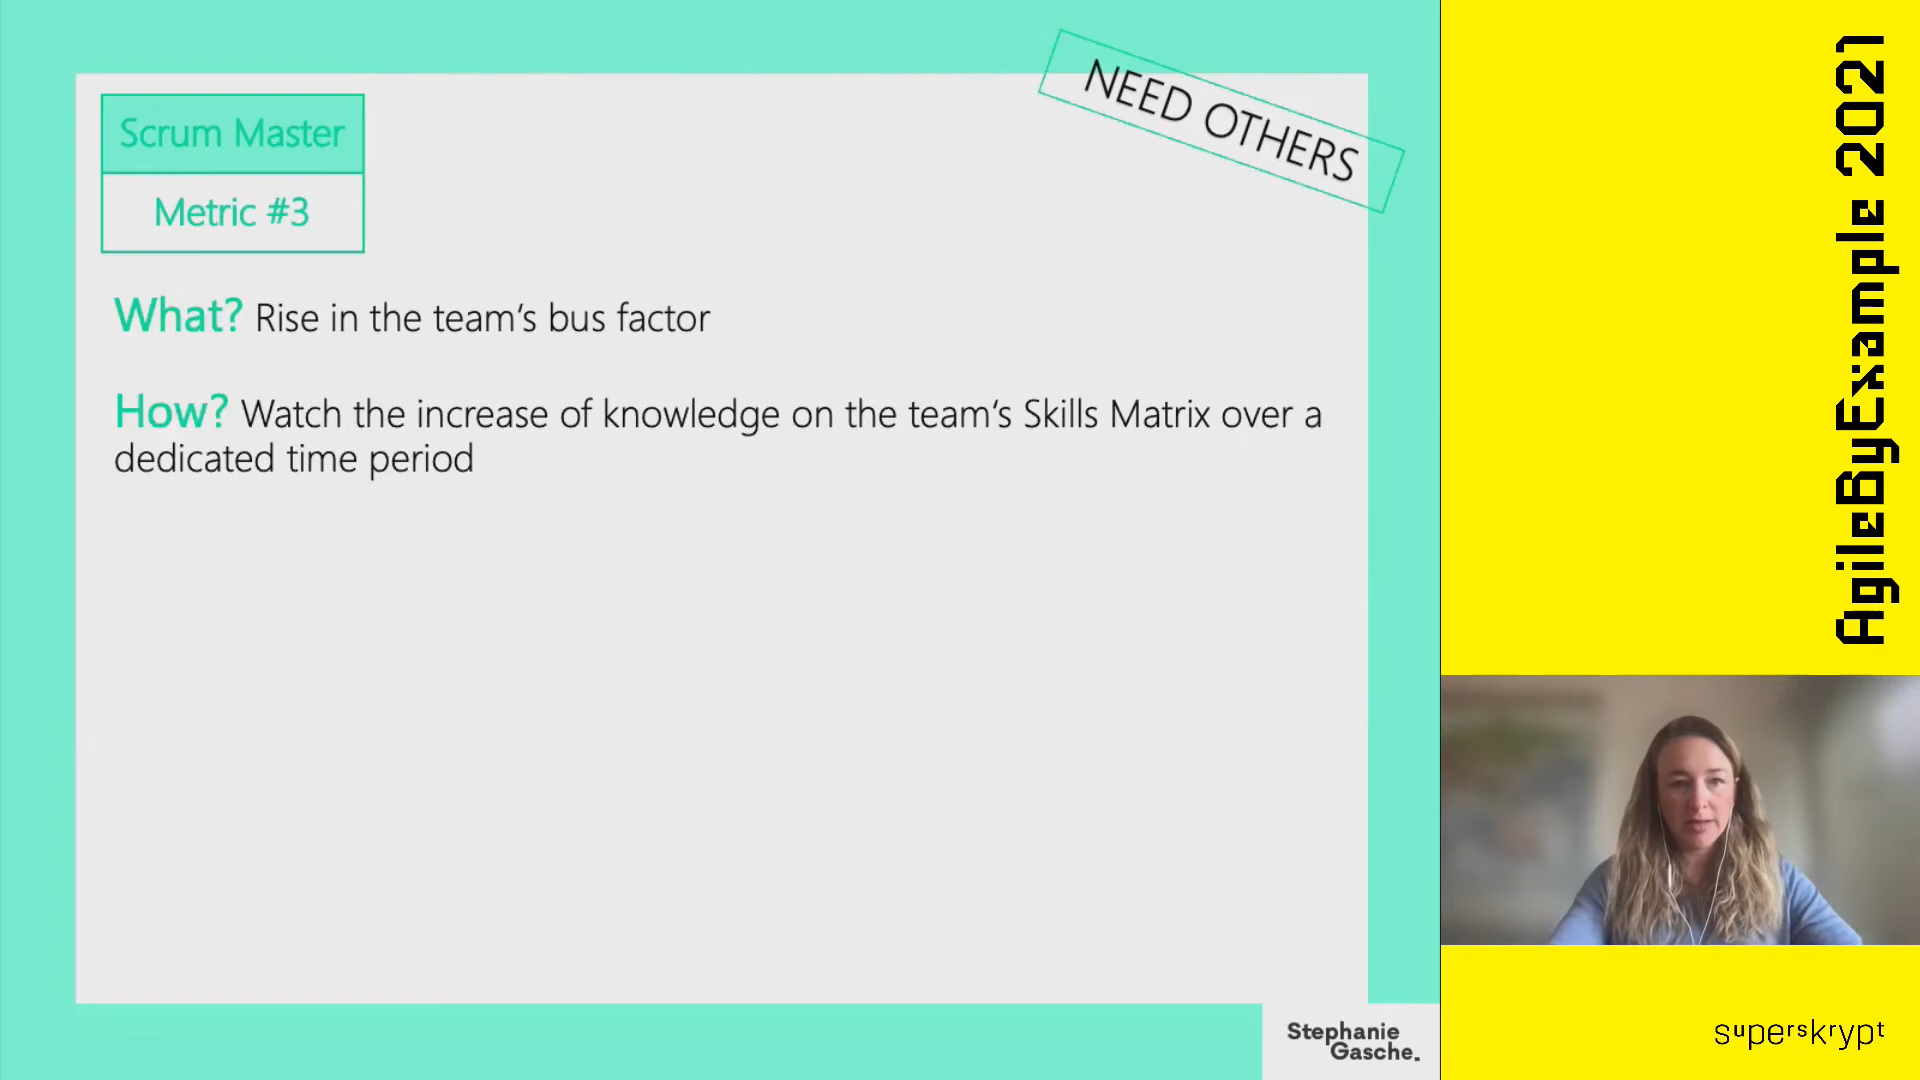 NEED OTHERS
Scrum Master
Metric #3
What? Rise in the team's bus factor
How? Watch the increase of knowledge on the team's Skills Matrix over a
dedicated time period
Stephanie
Gasche.
AgileByExample 2021
superskrypt